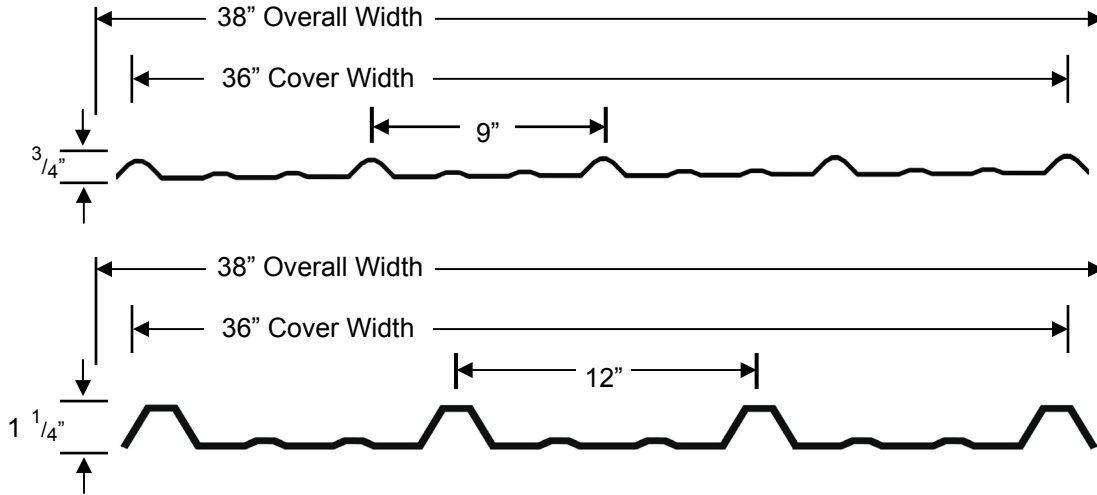 38” Overall Width
36” Cover Width
9”
3/4”
38” Overall Width
36” Cover Width
12”
1 1/4”